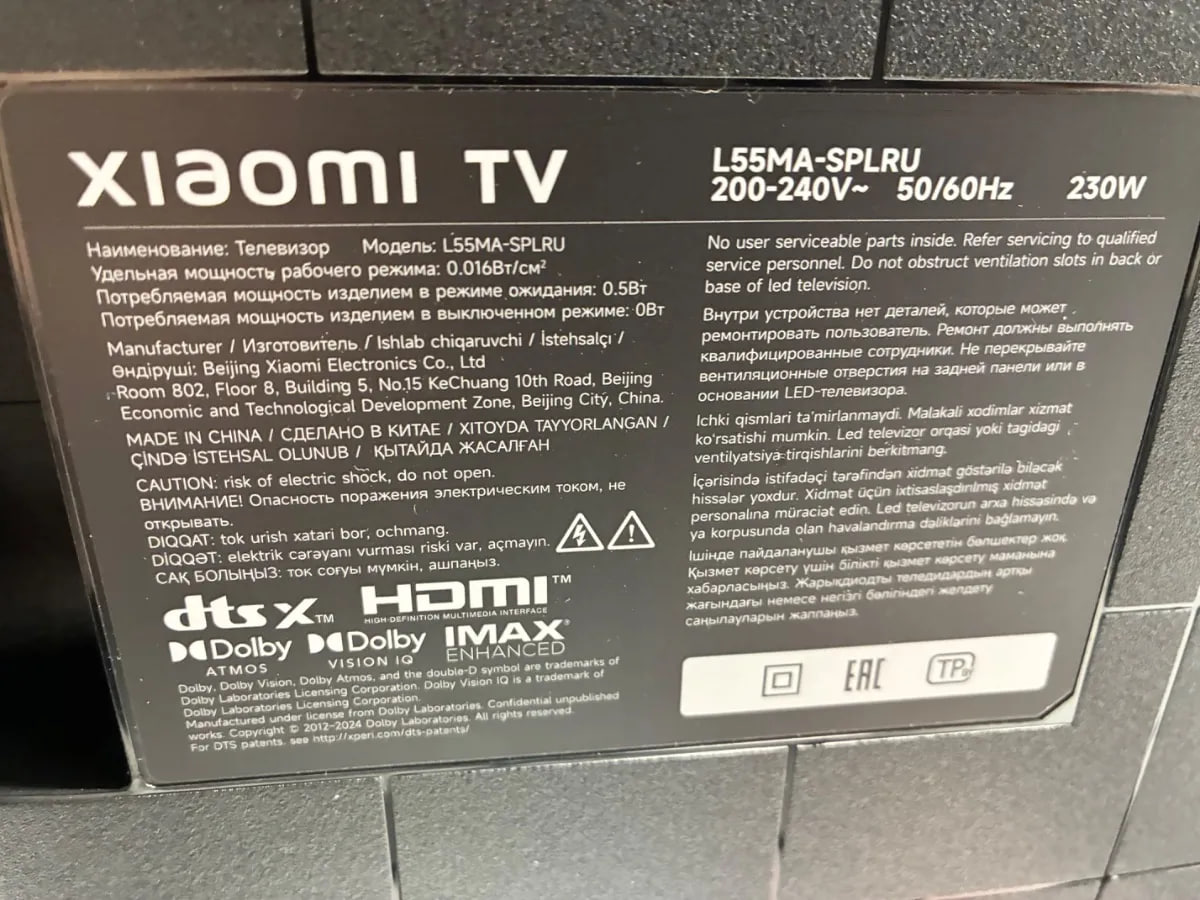 xiaomi TV
L55MA-SPLRU
200-240V~ 50/60Hz 230W
Наименование: Телевизор Модель: L55MA-SPLRU
Удельная мощность рабочего режима: 0.016Вт/см²
Потребляемая мощность изделием в режиме ожидания: 0.5Вт
Потребляемая мощность изделием в выключенном режиме: 0Вт
Manufacturer / Изготовитель / Ishlab chiqaruvchi / İstehsalçı /
Өндіруші: Beijing Xiaomi Electronics Co., Ltd
Room 802, Floor 8, Building 5, No.15 KeChuang 10th Road, Beijing
Economic and Technological Development Zone, Beijing City, China.
MADE IN CHINA / СДЕЛАНО В КИТАЕ / XITOYDA TAYYORLANGAN /
ÇİNDƏ İSTEHSAL OLUNUB / ҚЫТАЙДА ЖАСАЛҒАН
CAUTION: risk of electric shock, do not open.
ВНИМАНИЕ! Опасность поражения электрическим током, не
открывать.
DIQQAT: tok urish xatari bor, ochmang.
DİQQƏT: elektrik cərəyanı vurması riski var, açmayın.
САҚ БОЛЫҢЫЗ: ток соғуы мүмкін, ашпаңыз.
dts X™ HDMI™
HIGH-DEFINITION MULTIMEDIA INTERFACE
Dolby Dolby IMAX®
ATMOS VISION IQ ENHANCED
Dolby, Dolby Vision, Dolby Atmos, and the double-D symbol are trademarks of
Dolby Laboratories Licensing Corporation. Dolby Vision IQ is a trademark of
Dolby Laboratories Licensing Corporation.
Manufactured under license from Dolby Laboratories. Confidential unpublished
works. Copyright © 2012-2024 Dolby Laboratories. All rights reserved.
For DTS patents, see http://xperi.com/dts-patents/
No user serviceable parts inside. Refer servicing to qualified
service personnel. Do not obstruct ventilation slots in back or
base of led television.
Внутри устройства нет деталей, которые может
ремонтировать пользователь. Ремонт должны выполнять
квалифицированные сотрудники. Не перекрывайте
вентиляционные отверстия на задней панели или в
основании LED-телевизора.
Ichki qismlari ta'mirlanmaydi. Malakali xodimlar xizmat
ko'rsatishi mumkin. Led televizor orqasi yoki tagidagi
ventilyatsiya tirqishlarini berkitmang.
İçərisində istifadəçi tərəfindən xidmət göstərilə biləcək
hissələr yoxdur. Xidmət üçün ixtisaslaşdırılmış xidmət
personalına müraciət edin. Led televizorun arxa hissəsində və
ya korpusunda olan havalandırma dəliklərini bağlamayın.
Ішінде пайдаланушы қызмет көрсететін бөлшектер жоқ.
Қызмет көрсету үшін білікті қызмет көрсету маманына
хабарласыңыз. Жарықдиодты теледидардың артқы
жағындағы немесе негізгі бөлігіндегі желдету
саңылауларын жаппаңыз.
EAC TP